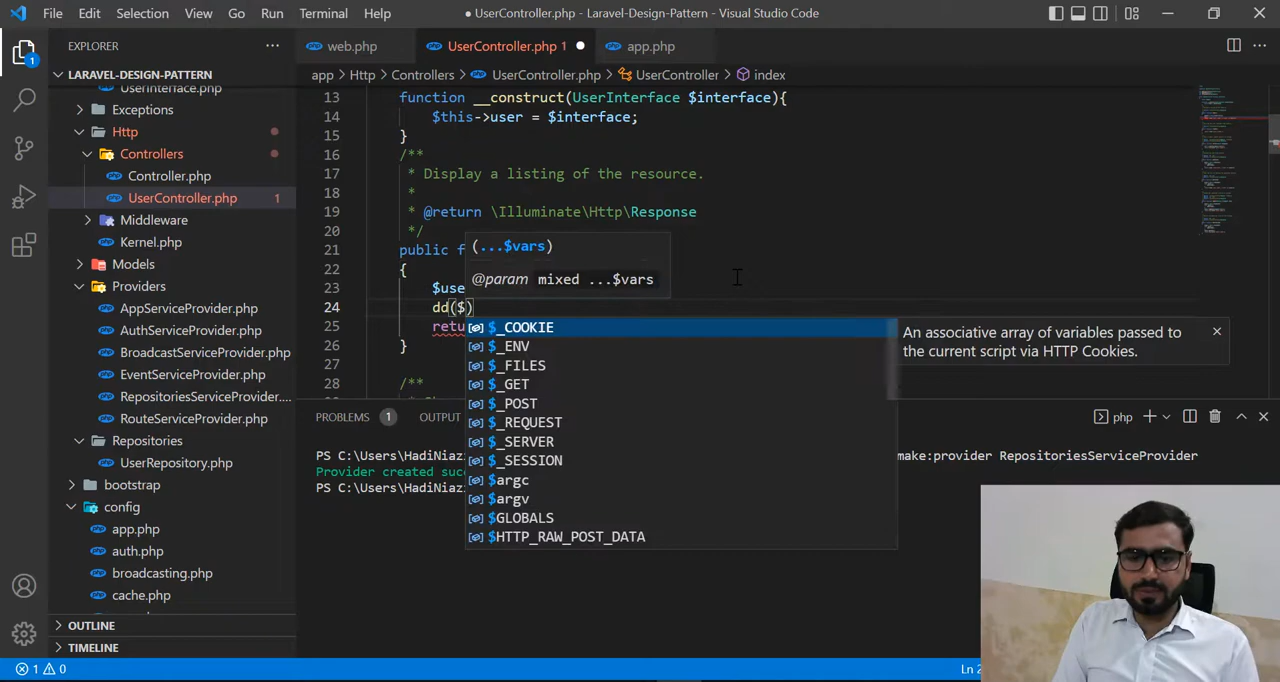 File Edit Selection View Go Run Terminal Help
● UserController.php - Laravel-Design-Pattern - Visual Studio Code
EXPLORER
web.php
UserController.php 1
app.php
LARAVEL-DESIGN-PATTERN
app > Http > Controllers > UserController.php > UserController > index
UserInterface.php
Exceptions
Http
Controllers
Controller.php
UserController.php 1
Middleware
Kernel.php
Models
Providers
AppServiceProvider.php
AuthServiceProvider.php
BroadcastServiceProvider.php
EventServiceProvider.php
RepositoriesServiceProvider....
RouteServiceProvider.php
Repositories
UserRepository.php
bootstrap
config
app.php
auth.php
broadcasting.php
cache.php
OUTLINE
TIMELINE
13 function __construct(UserInterface $interface){
14 $this->user = $interface;
15 }
16 /**
17 * Display a listing of the resource.
18 *
19 * @return \Illuminate\Http\Response
20 */
21 public f
22 {
23 $use
24 dd($)
25 retu
26 }
27
28 /**
(...$vars)
@param mixed ...$vars
$_COOKIE
$_ENV
$_FILES
$_GET
$_POST
$_REQUEST
$_SERVER
$_SESSION
$argc
$argv
$GLOBALS
$HTTP_RAW_POST_DATA
An associative array of variables passed to
the current script via HTTP Cookies.
PROBLEMS 1 OUTPUT
php
PS C:\Users\HadiNiazi
make:provider RepositoriesServiceProvider
Provider created succ
PS C:\Users\HadiNiazi
1 0
Ln 2